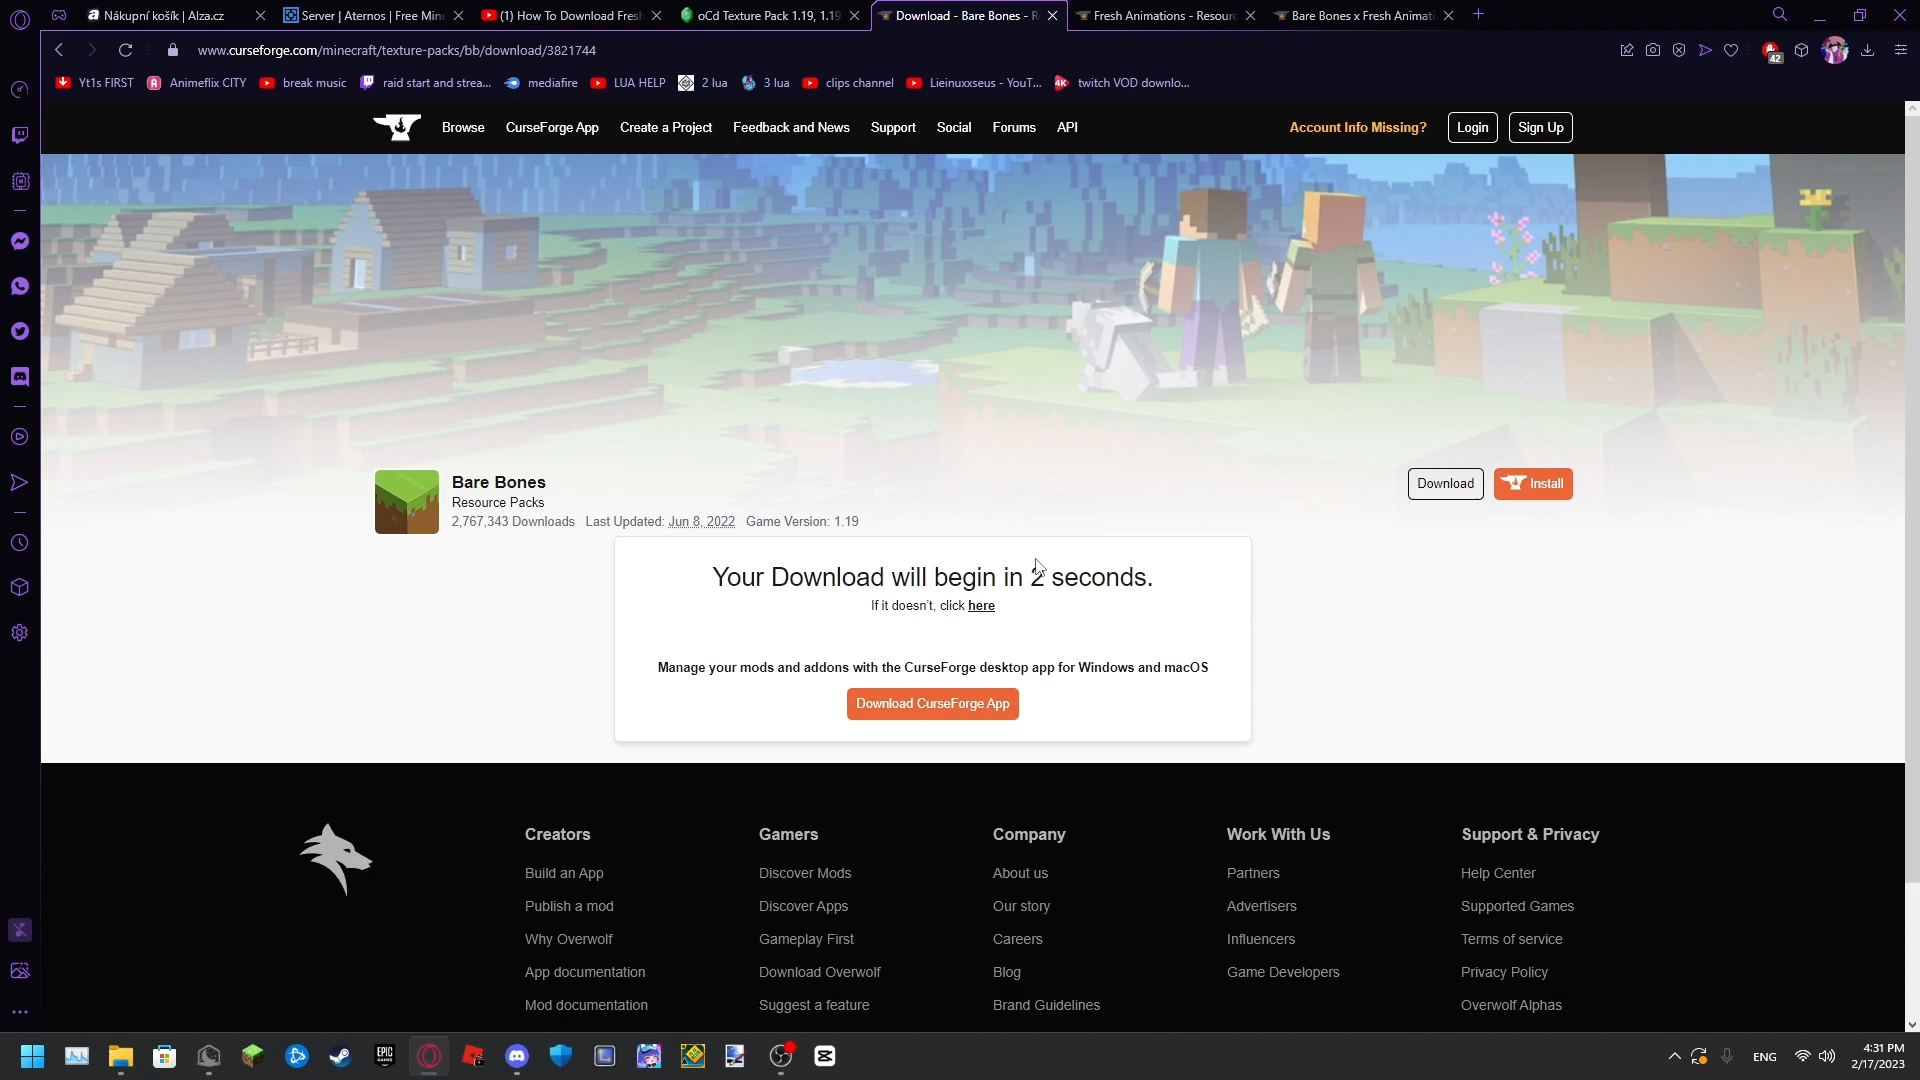 Nákupní košík | Alza.cz
Server | Aternos | Free Mine
(1) How To Download Fresh
oCd Texture Pack 1.19, 1.19
Download - Bare Bones - R
Fresh Animations - Resourc
Bare Bones x Fresh Animati
www.curseforge.com/minecraft/texture-packs/bb/download/3821744
42
Yt1s FIRST
Animeflix CITY
break music
raid start and strea...
mediafire
LUA HELP
2 lua
3 lua
clips channel
Lieinuxxseus - YouT...
4K
twitch VOD downlo...
Browse
CurseForge App
Create a Project
Feedback and News
Support
Social
Forums
API
Account Info Missing?
Login
Sign Up
Bare Bones
Resource Packs
2,767,343 Downloads Last Updated: Jun 8, 2022 Game Version: 1.19
Download
Install
Your Download will begin in 2 seconds.
If it doesn't, click here
Manage your mods and addons with the CurseForge desktop app for Windows and macOS
Download CurseForge App
Creators
Build an App
Publish a mod
Why Overwolf
App documentation
Mod documentation
Gamers
Discover Mods
Discover Apps
Gameplay First
Download Overwolf
Suggest a feature
Company
About us
Our story
Careers
Blog
Brand Guidelines
Work With Us
Partners
Advertisers
Influencers
Game Developers
Support & Privacy
Help Center
Supported Games
Terms of service
Privacy Policy
Overwolf Alphas
EPIC
GAMES
ENG
4:31 PM
2/17/2023